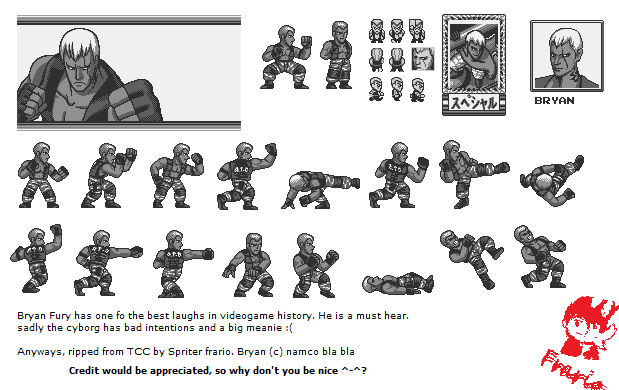 スペシャル
BRYAN
Bryan Fury has one fo the best laughs in videogame history. He is a must hear.
sadly the cyborg has bad intentions and a big meanie :(
Anyways, ripped from TCC by Spriter frario. Bryan (c) namco bla bla
Credit would be appreciated, so why don't you be nice ^-^?
Frario